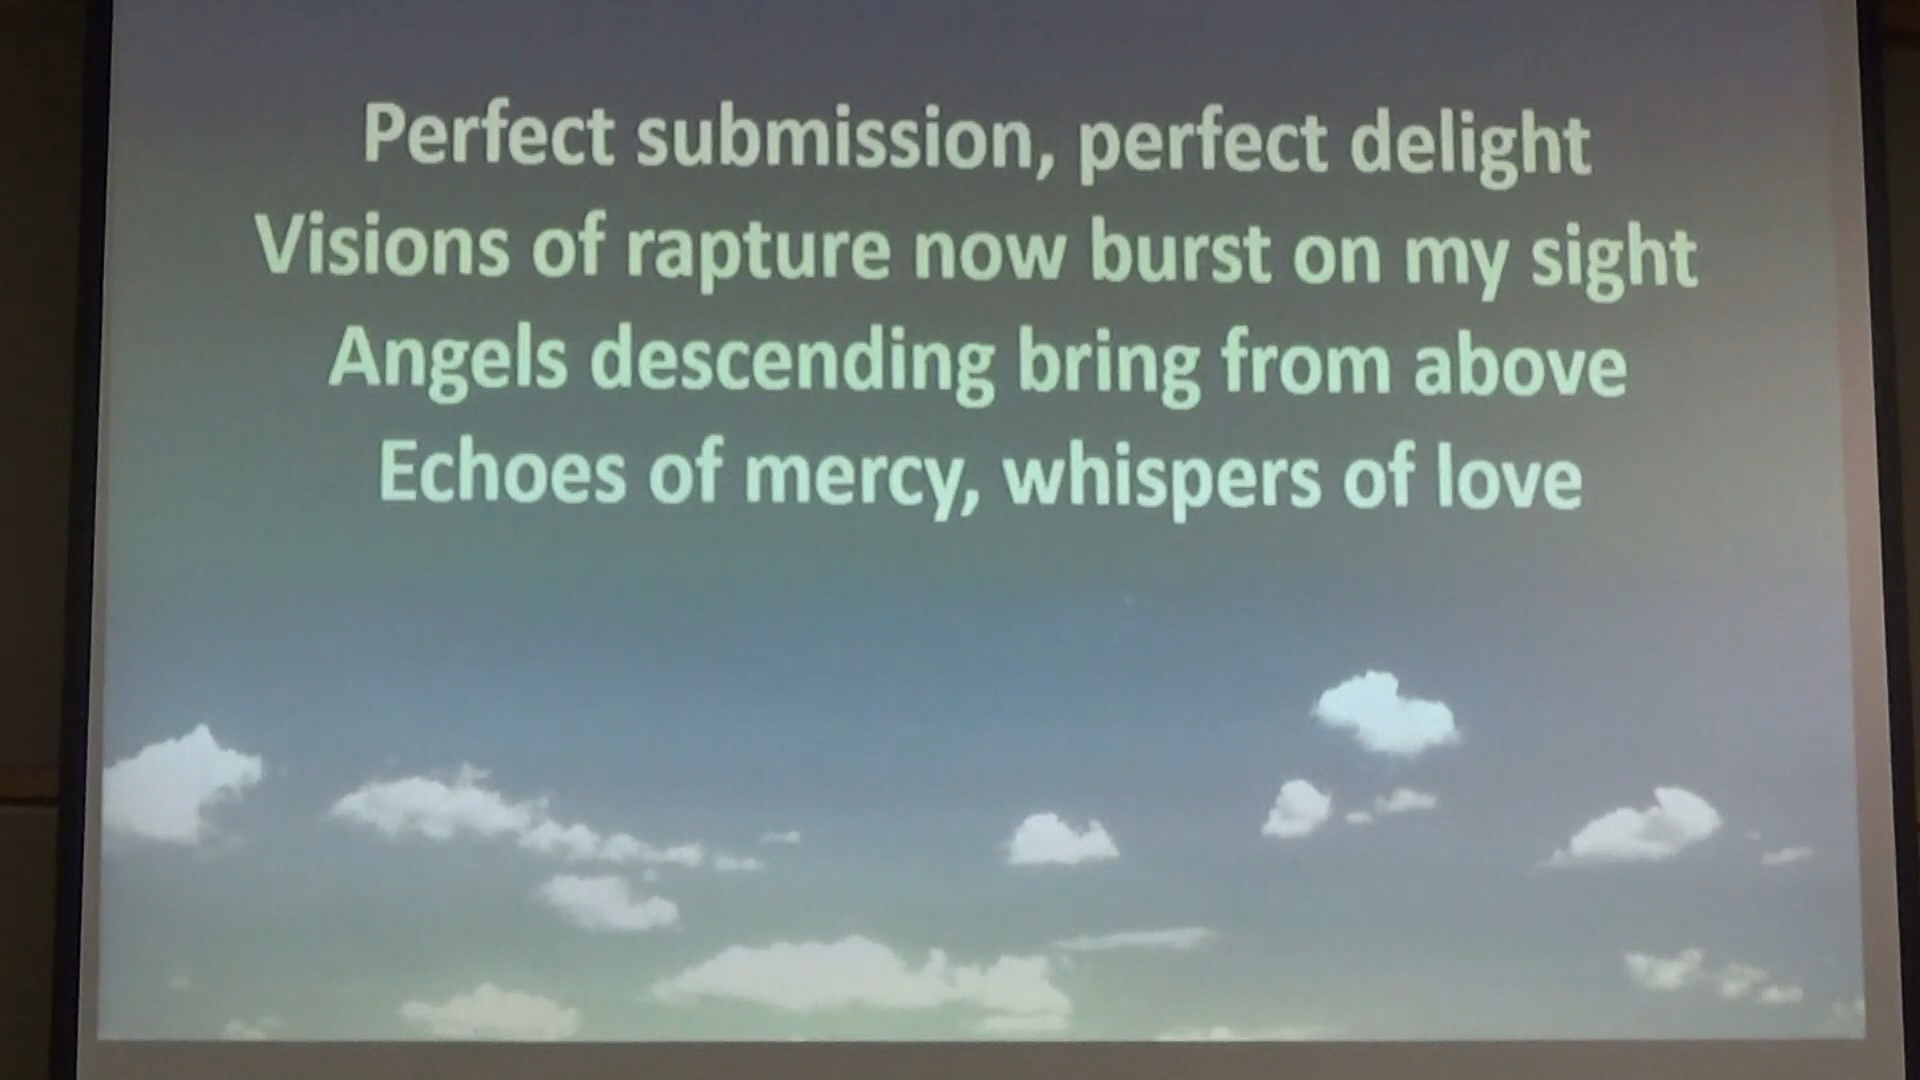 Perfect submission, perfect delight
Visions of rapture now burst on my sight
Angels descending bring from above
Echoes of mercy, whispers of love